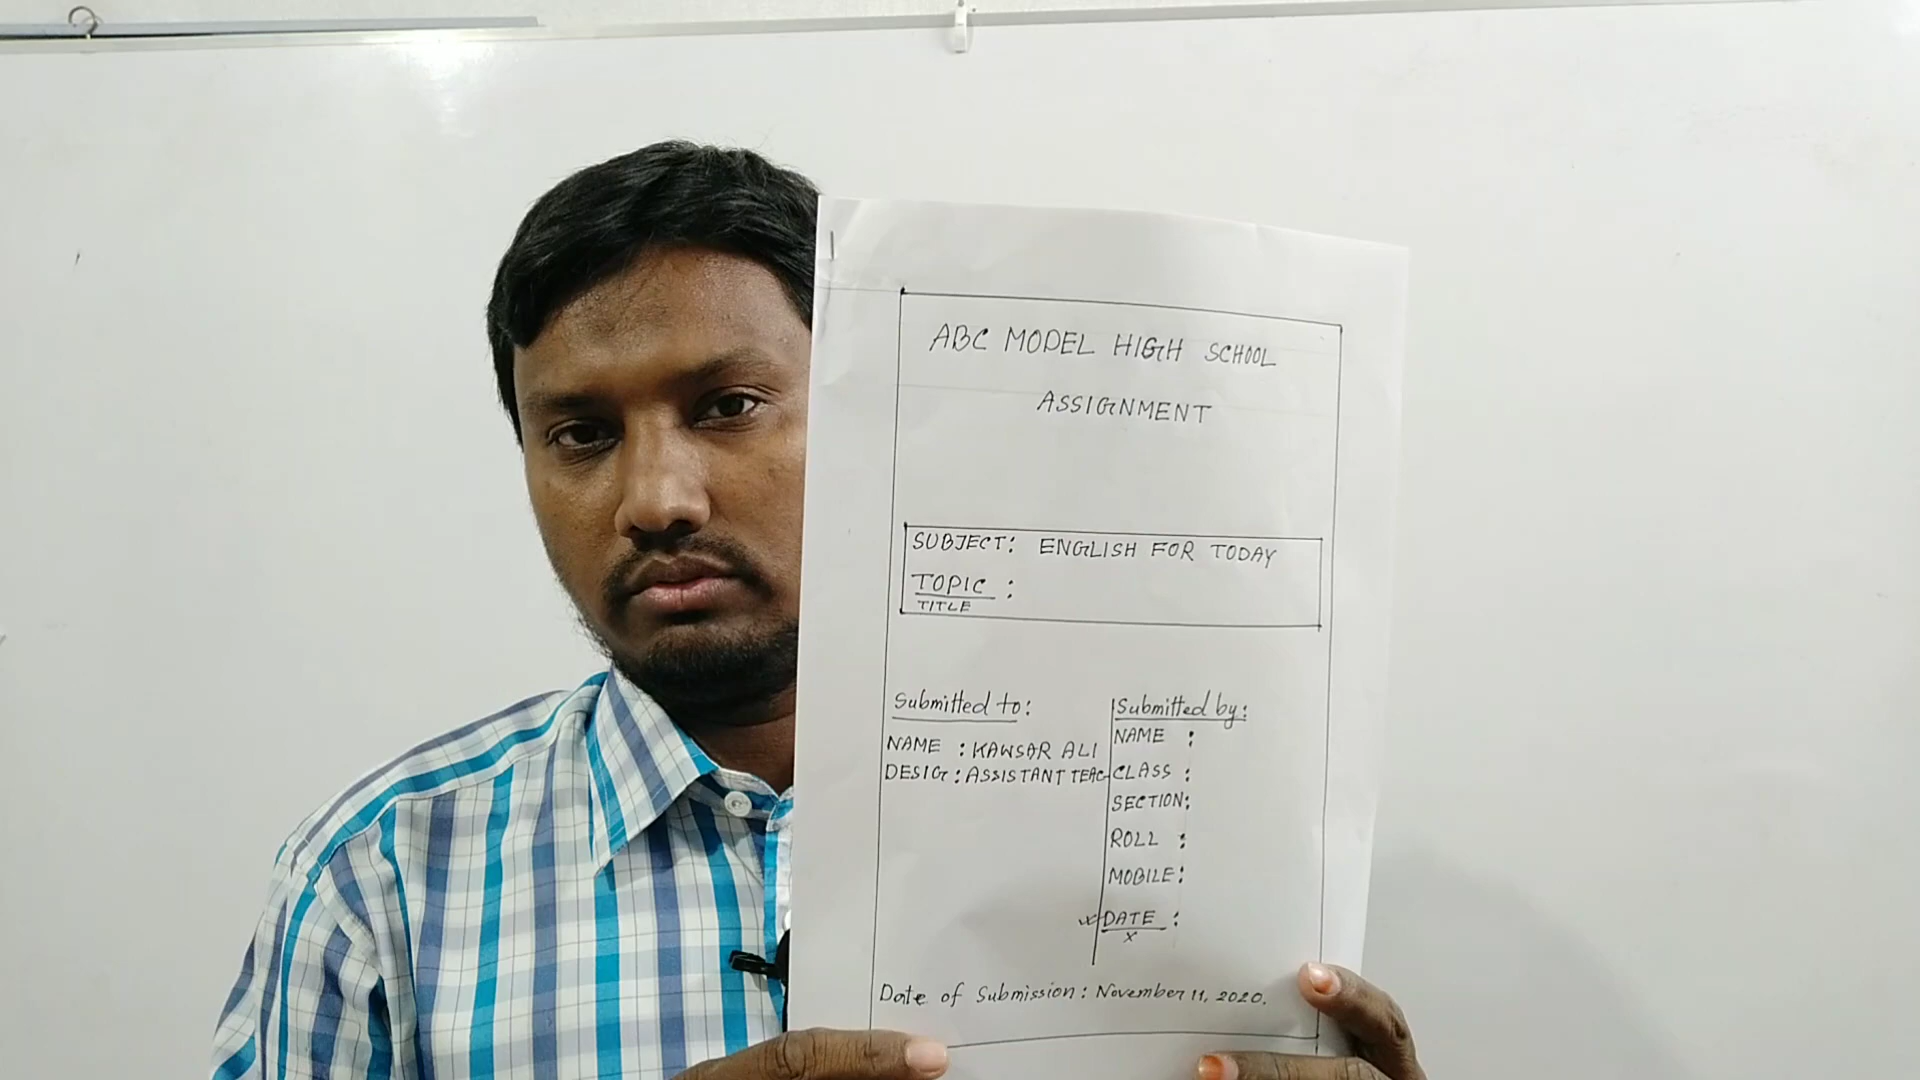 ABC MODEL HIGH SCHOOL
ASSIGNMENT
SUBJECT: ENGLISH FOR TODAY
TOPIC :
TITLE
Submitted to:
NAME : KAWSAR ALI
DESIG : ASSISTANT TEAC
Submitted by:
NAME :
CLASS :
SECTION:
ROLL :
MOBILE:
x DATE :
x
Date of Submission: November 11, 2020.